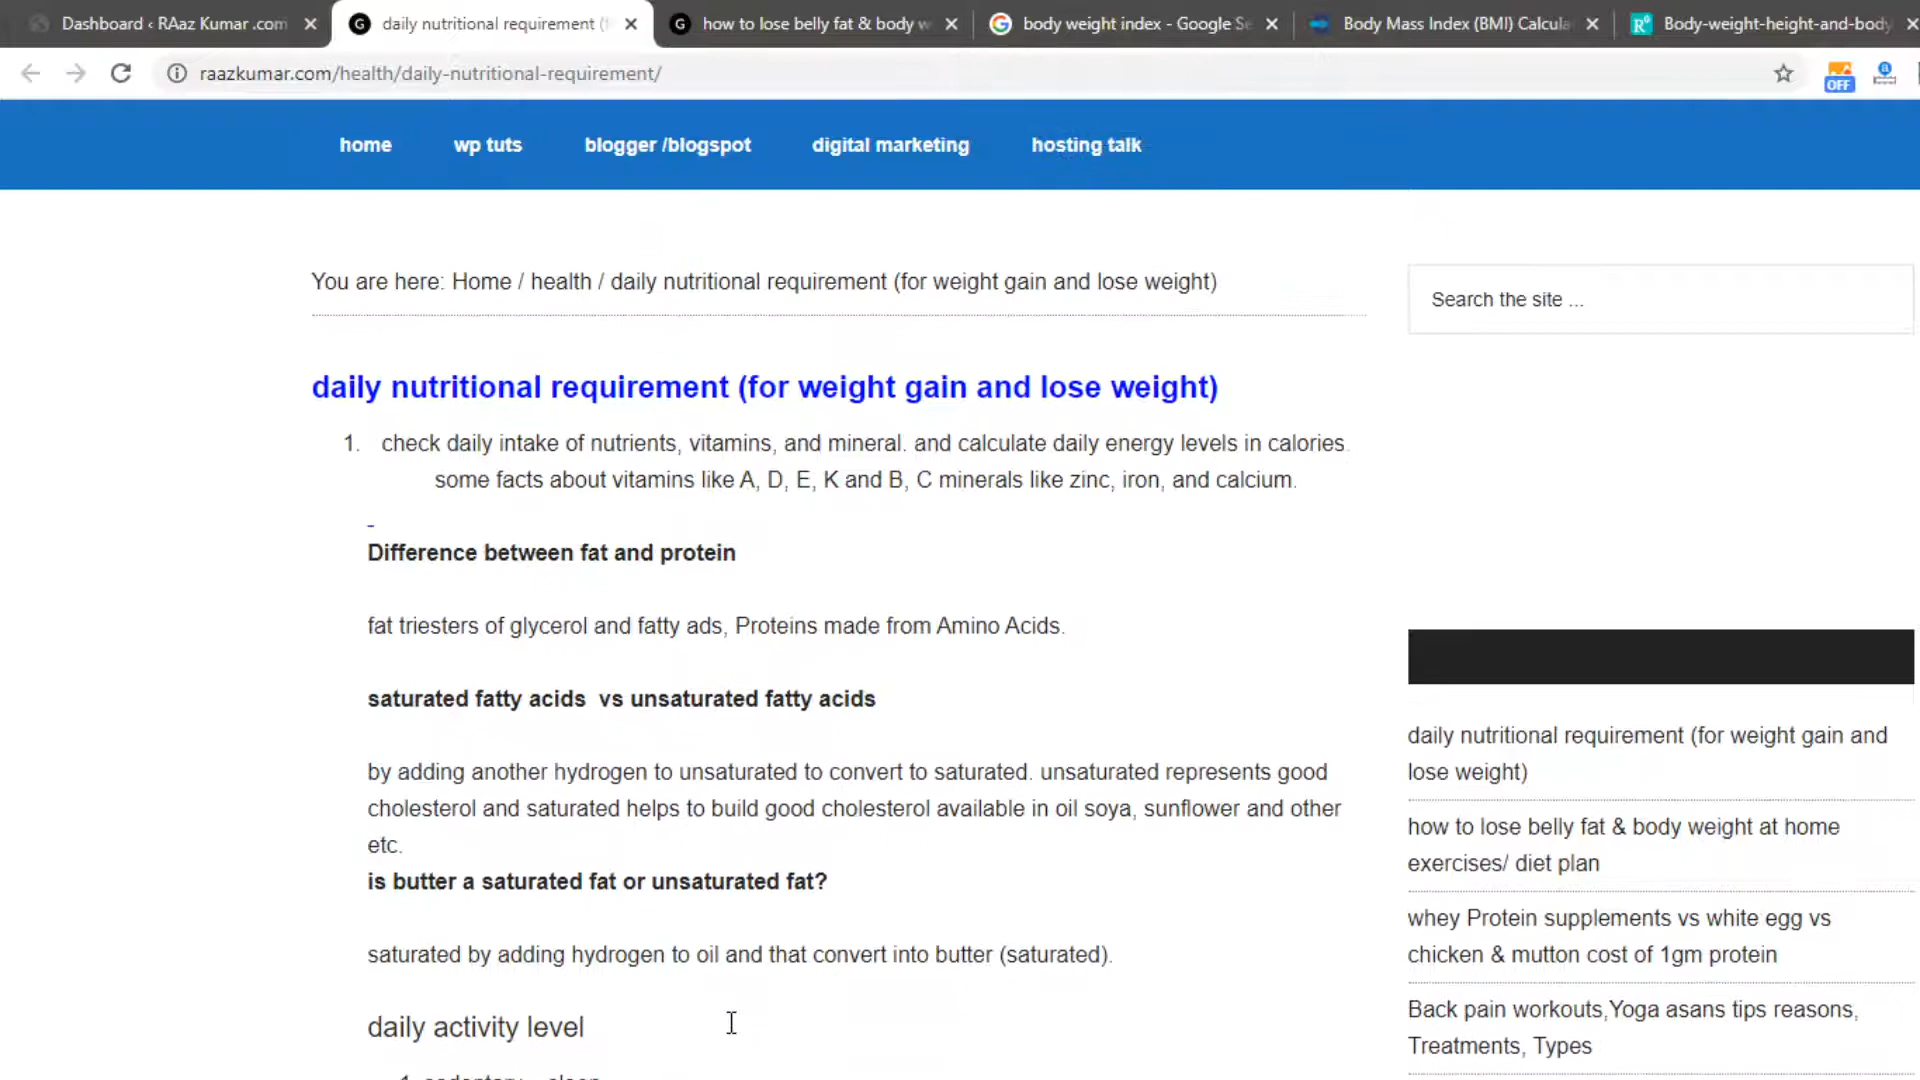 Dashboard ‹ RAaz Kumar .com
daily nutritional requirement (
how to lose belly fat & body w
body weight index - Google Se
Body Mass Index (BMI) Calcula
Body-weight-height-and-body
raazkumar.com/health/daily-nutritional-requirement/
OFF
home
wp tuts
blogger /blogspot
digital marketing
hosting talk
You are here: Home / health / daily nutritional requirement (for weight gain and lose weight)
Search the site ...
daily nutritional requirement (for weight gain and lose weight)
1. check daily intake of nutrients, vitamins, and mineral. and calculate daily energy levels in calories.
some facts about vitamins like A, D, E, K and B, C minerals like zinc, iron, and calcium.
Difference between fat and protein
fat triesters of glycerol and fatty ads, Proteins made from Amino Acids.
saturated fatty acids vs unsaturated fatty acids
by adding another hydrogen to unsaturated to convert to saturated. unsaturated represents good
cholesterol and saturated helps to build good cholesterol available in oil soya, sunflower and other
etc.
is butter a saturated fat or unsaturated fat?
saturated by adding hydrogen to oil and that convert into butter (saturated).
daily activity level
daily nutritional requirement (for weight gain and
lose weight)
how to lose belly fat & body weight at home
exercises/ diet plan
whey Protein supplements vs white egg vs
chicken & mutton cost of 1gm protein
Back pain workouts,Yoga asans tips reasons,
Treatments, Types